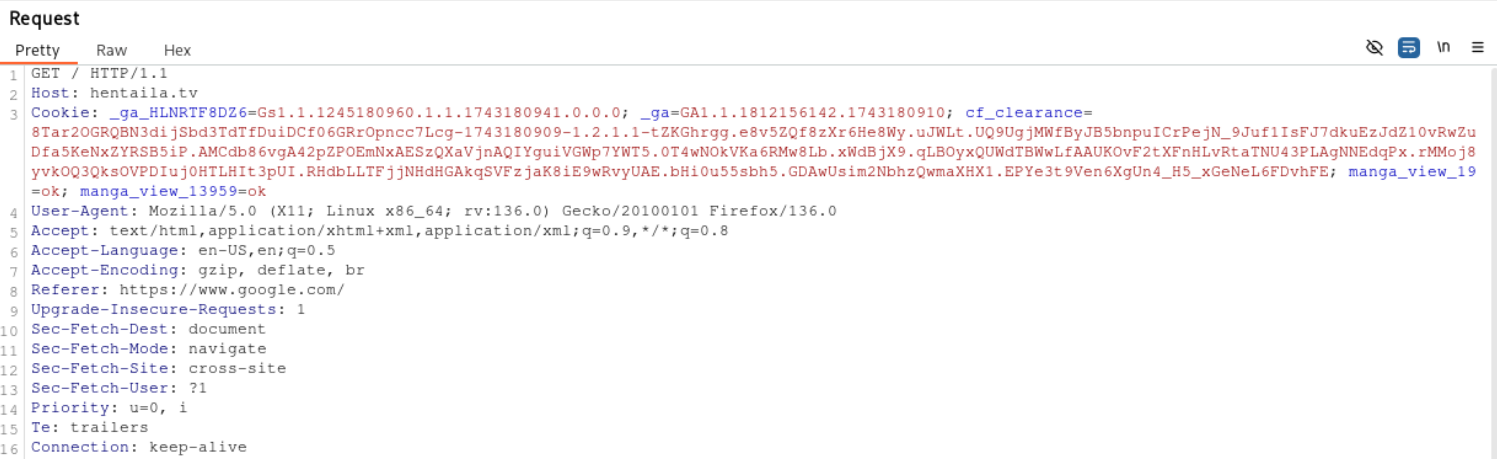 Request
Pretty Raw Hex
\n
1 GET / HTTP/1.1
2 Host: hentaila.tv
3 Cookie: _ga_HLNRTF8DZ6=Gs1.1.1245180960.1.1.1743180941.0.0.0; _ga=GA1.1.1812156142.1743180910; cf_clearance=
8Tar2OGRQBN3dijSbd3TdTfDuiDCf06GRrOpncc7Lcg-1743180909-1.2.1.1-tZKGhrgg.e8v5ZQf8zXr6He8Wy.uJWLt.UQ9UgjMWfByJB5bnpuICrPejN_9Juf1IsFJ7dkuEzJdZ10vRwZu
Dfa5KeNxZYRSB5iP.AMCdb86vgA42pZPOEmNxAESzQXaVjnAQIYguiVGWp7YWT5.0T4wNOkVKa6RMw8Lb.xWdBjX9.qLBOyxQUWdTBWwLfAAUKOvF2tXFnHLvRtaTNU43PLAgNNEdqPx.rMMoj8
yvkOQ3QksOVPDIuj0HTLHIt3pUI.RHdbLLTFjjNHdHGAkqSVFzjaK8iE9wRvyUAE.bHi0u55sbh5.GDAwUsim2NbhzQwmaXHX1.EPYe3t9Ven6XgUn4_H5_xGeNeL6FDvhFE; manga_view_19
=ok; manga_view_13959=ok
4 User-Agent: Mozilla/5.0 (X11; Linux x86_64; rv:136.0) Gecko/20100101 Firefox/136.0
5 Accept: text/html,application/xhtml+xml,application/xml;q=0.9,*/*;q=0.8
6 Accept-Language: en-US,en;q=0.5
7 Accept-Encoding: gzip, deflate, br
8 Referer: https://www.google.com/
9 Upgrade-Insecure-Requests: 1
10 Sec-Fetch-Dest: document
11 Sec-Fetch-Mode: navigate
12 Sec-Fetch-Site: cross-site
13 Sec-Fetch-User: ?1
14 Priority: u=0, i
15 Te: trailers
16 Connection: keep-alive